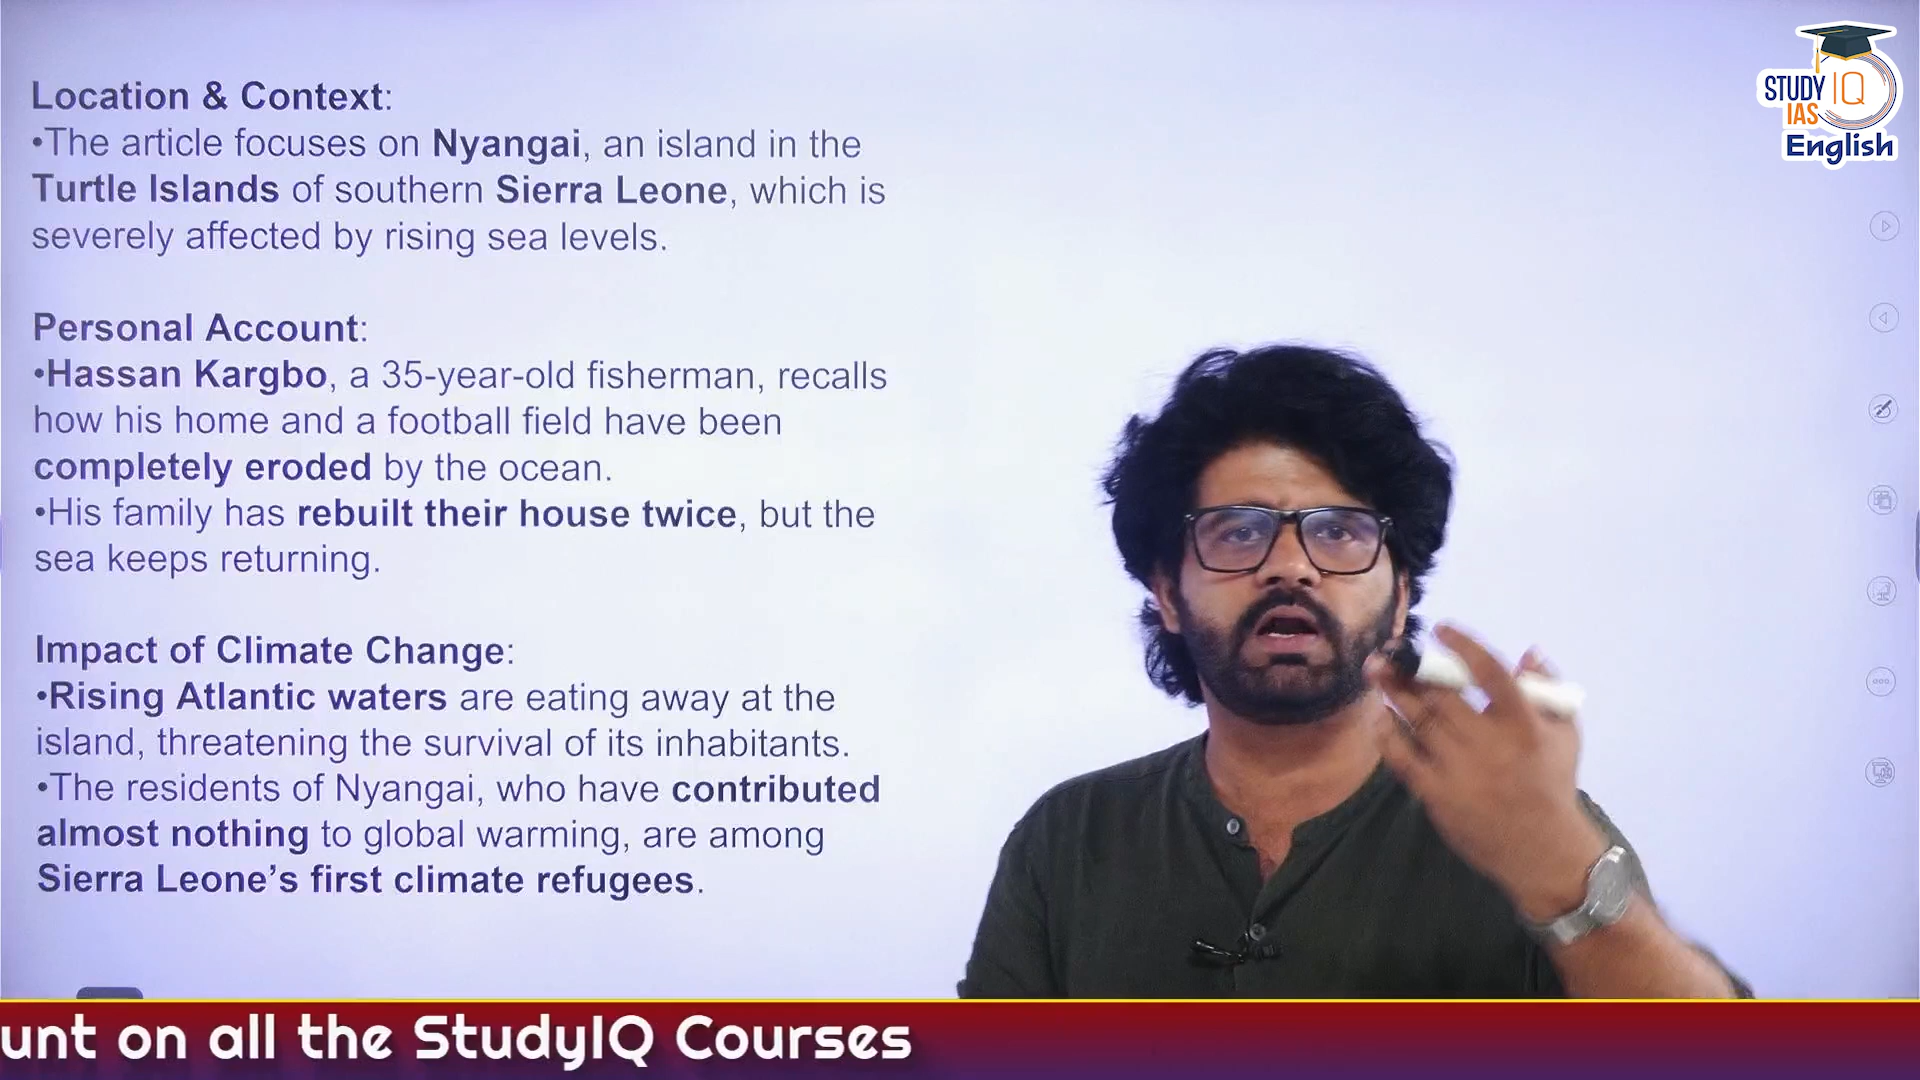 Location & Context:
•The article focuses on Nyangai, an island in the
Turtle Islands of southern Sierra Leone, which is
severely affected by rising sea levels.
Personal Account:
•Hassan Kargbo, a 35-year-old fisherman, recalls
how his home and a football field have been
completely eroded by the ocean.
•His family has rebuilt their house twice, but the
sea keeps returning.
Impact of Climate Change:
•Rising Atlantic waters are eating away at the
island, threatening the survival of its inhabitants.
•The residents of Nyangai, who have contributed
almost nothing to global warming, are among
Sierra Leone’s first climate refugees.
STUDY IQ
IAS
English
unt on all the StudyIQ Courses